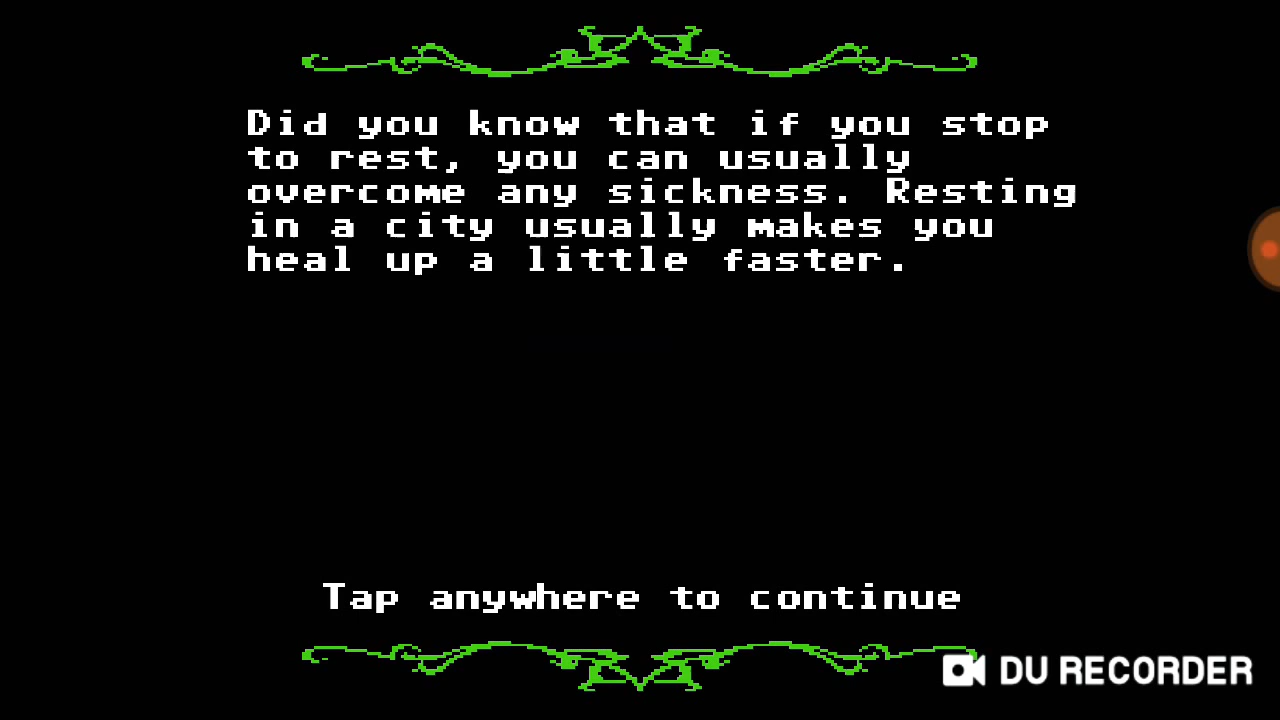 Did you know that if you stop
to rest, you can usually
overcome any sickness. Resting
in a city usually makes you
heal up a little faster.
Tap anywhere to continue
DU RECORDER